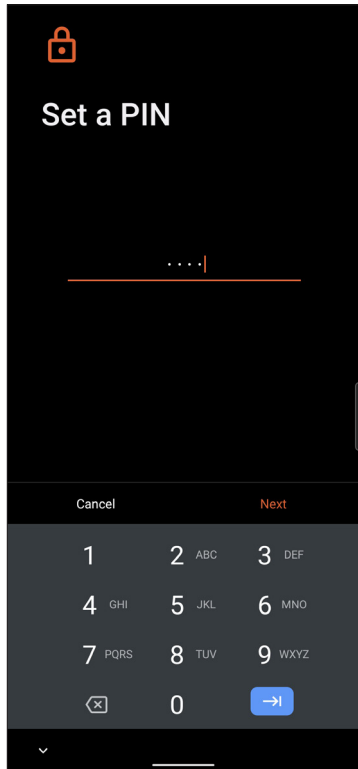 Set a PIN
....
Cancel Next
1 2 ABC 3 DEF
4 GHI 5 JKL 6 MNO
7 PQRS 8 TUV 9 WXYZ
0